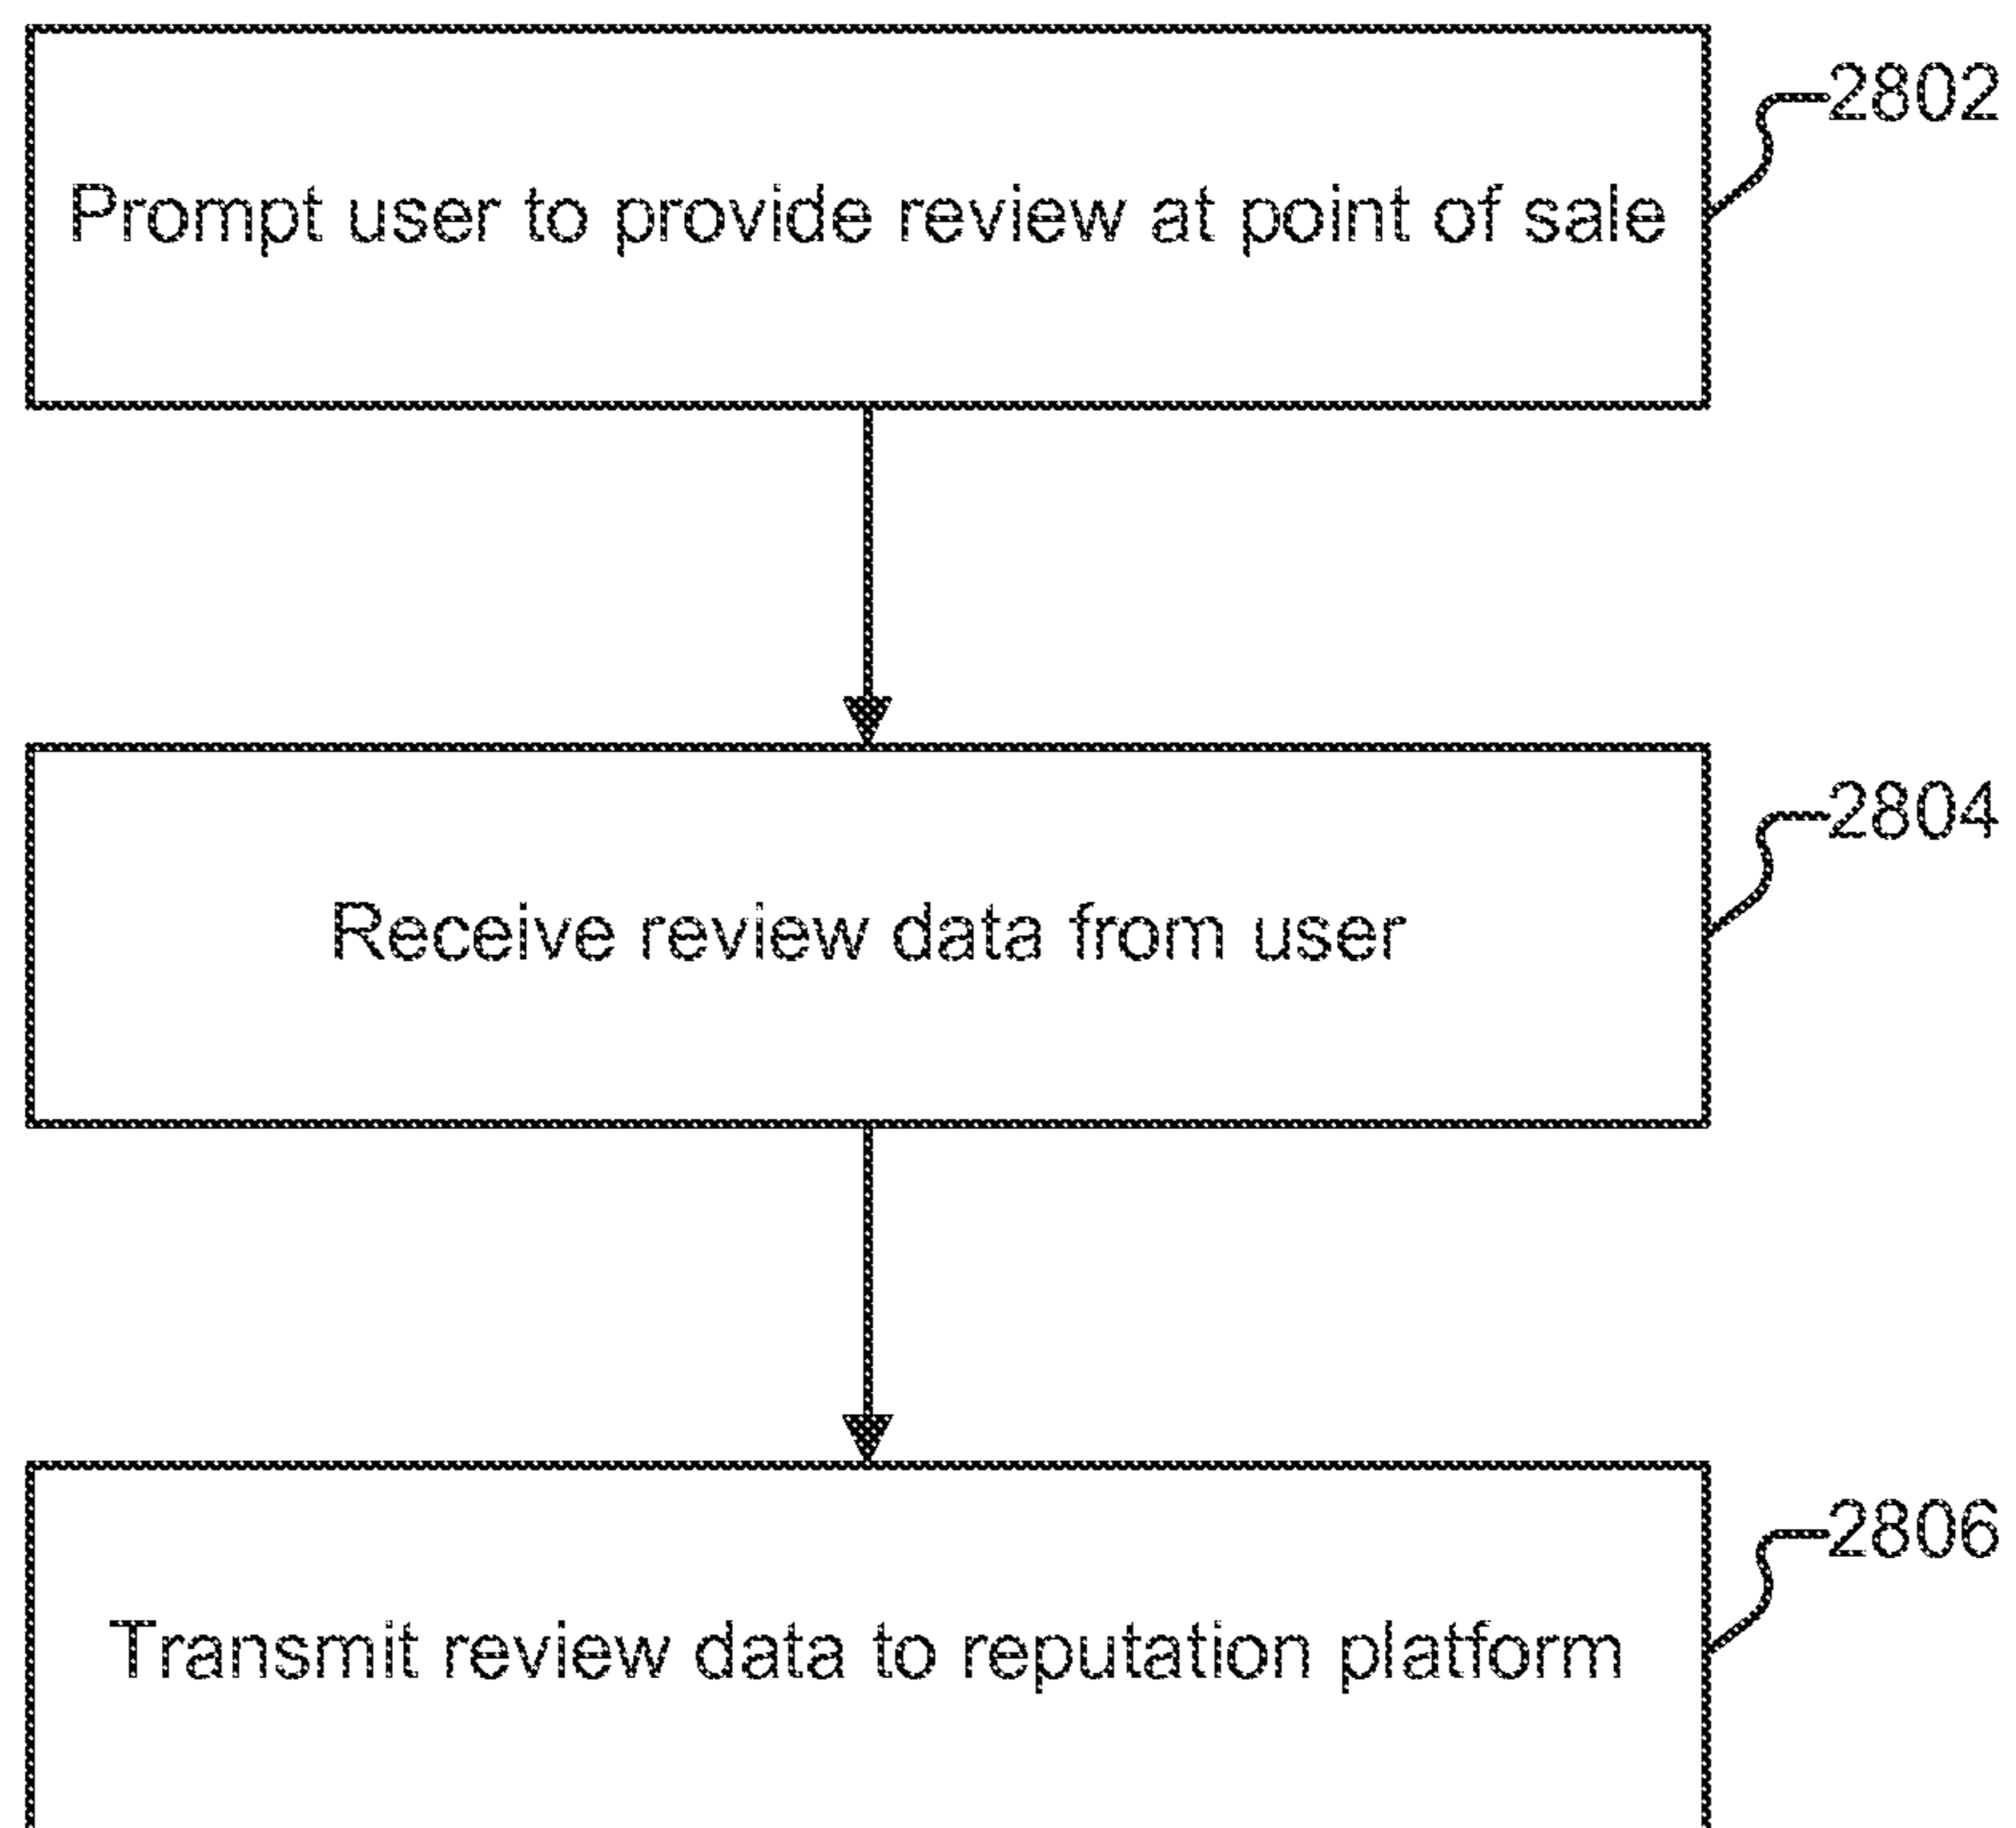 2802
Prompt user to provide review at point of sale
2804
Receive review data from user
2806
Transmit review data to reputation platform